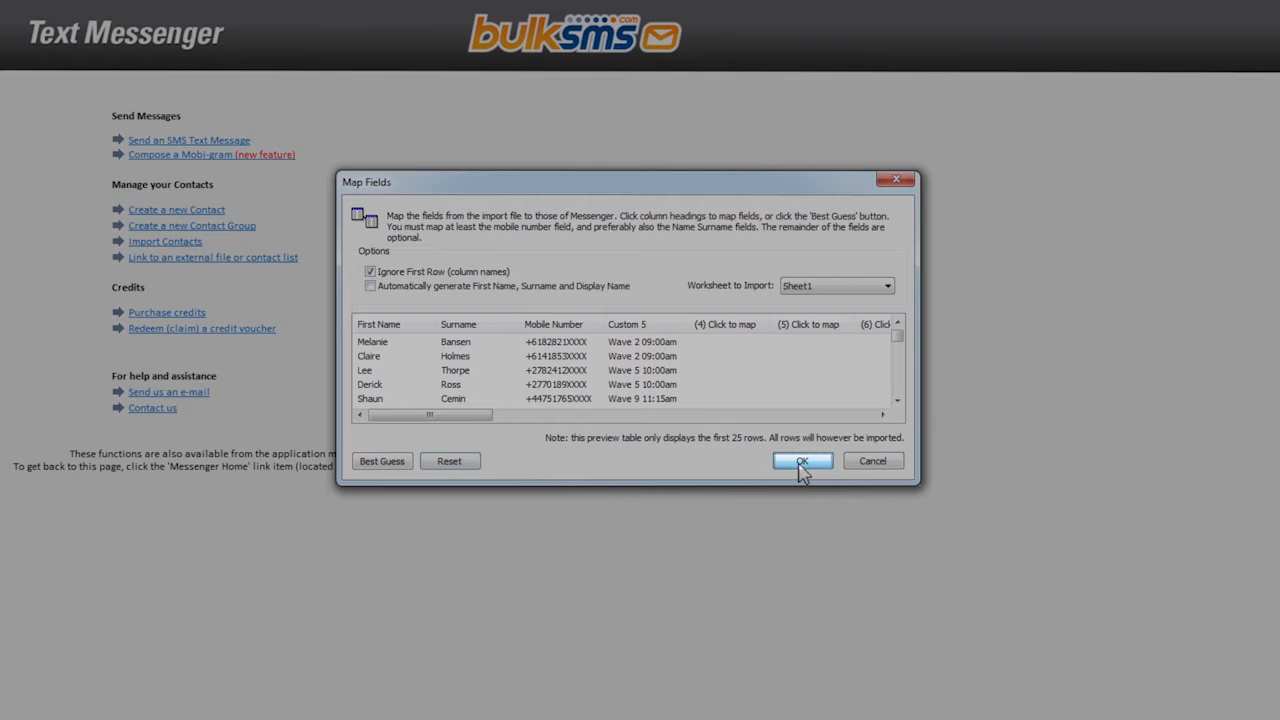 Text Messenger
bulksms.com
Send Messages
Send an SMS Text Message
Compose a Mobi-gram (new feature)
Manage your Contacts
Create a new Contact
Create a new Contact Group
Import Contacts
Link to an external file or contact list
Credits
Purchase credits
Redeem (claim) a credit voucher
For help and assistance
Send us an e-mail
Contact us
These functions are also available from the application m
To get back to this page, click the 'Messenger Home' link item (located
Map Fields
Map the fields from the import file to those of Messenger. Click column headings to map fields, or click the 'Best Guess' button.
You must map at least the mobile number field, and preferably also the Name Surname fields. The remainder of the fields are
optional.
Options
Ignore First Row (column names)
Automatically generate First Name, Surname and Display Name
Worksheet to Import: Sheet1
First Name Surname Mobile Number Custom 5 (4) Click to map (5) Click to map (6) Click
Melanie Bansen +6182821XXXX Wave 2 09:00am
Claire Holmes +6141853XXXX Wave 2 09:00am
Lee Thorpe +2782412XXXX Wave 5 10:00am
Derick Ross +2770189XXXX Wave 5 10:00am
Shaun Cemin +44751765XXXX Wave 9 11:15am
Note: this preview table only displays the first 25 rows. All rows will however be imported.
Best Guess Reset OK Cancel